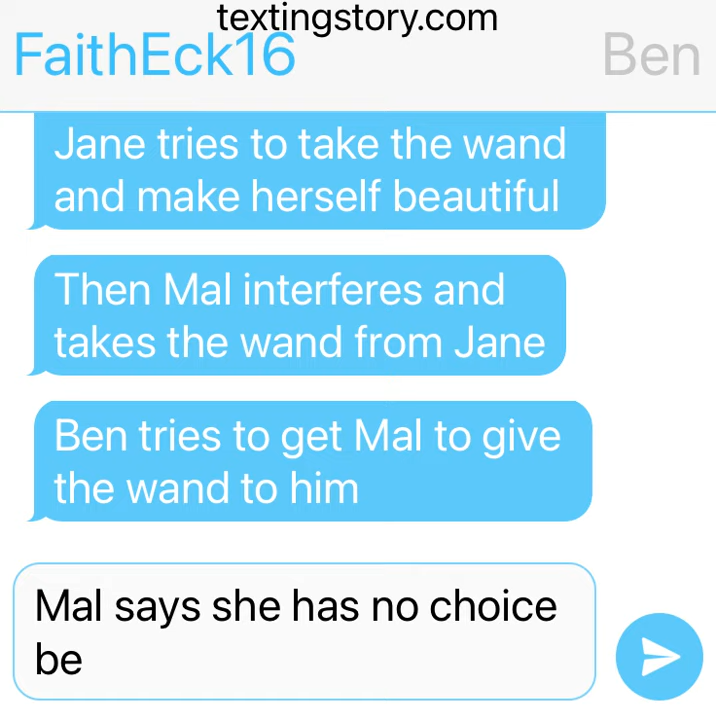 textingstory.com
FaithEck16
Ben
Jane tries to take the wand
and make herself beautiful
Then Mal interferes and
takes the wand from Jane
Ben tries to get Mal to give
the wand to him
Mal says she has no choice
be